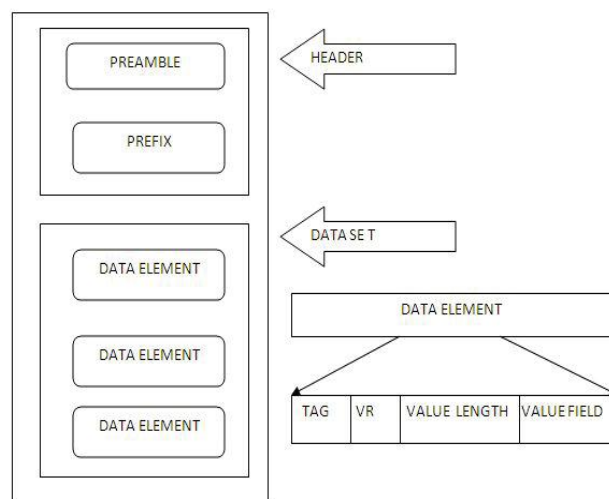 PREAMBLE
HEADER
PREFIX
DATA SE T
DATA ELEMENT
DATA ELEMENT
DATA ELEMENT
DATA ELEMENT
TAG
VR
VALUE LENGTH
VALUE FIELD